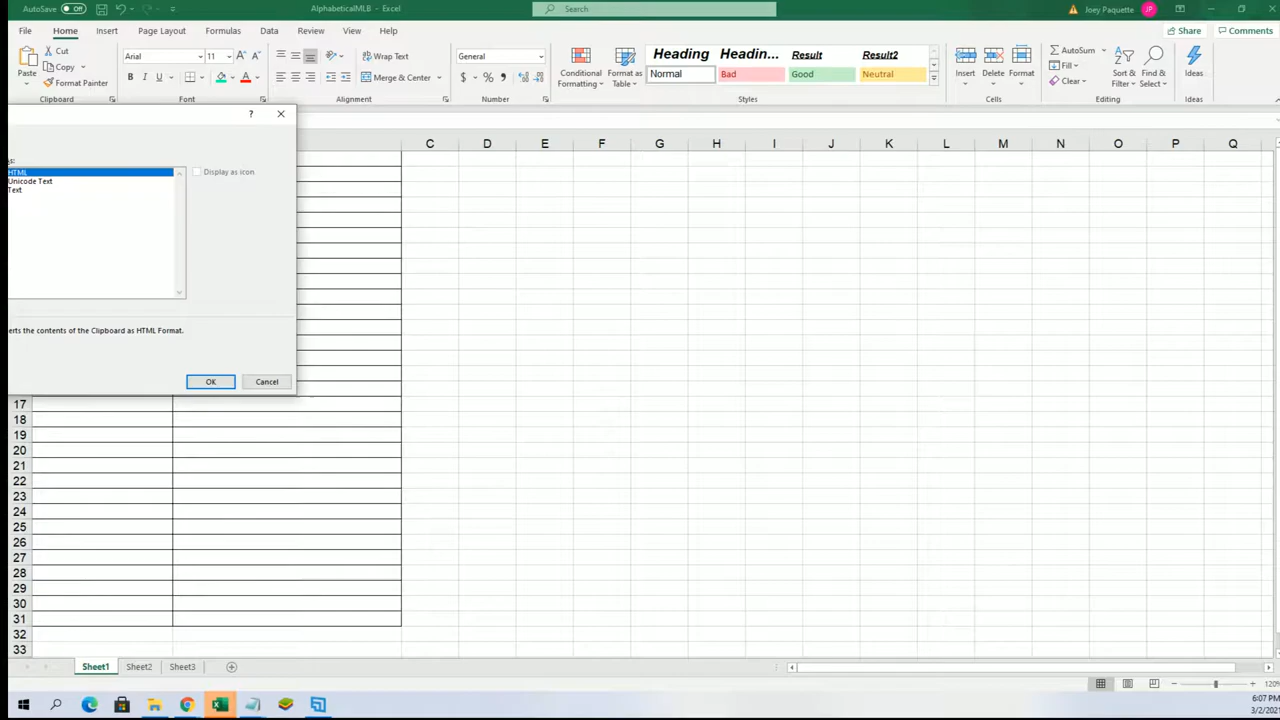 AutoSave Off AlphabeticalMLB - Excel Search Joey Paquette JP
File Home Insert Page Layout Formulas Data Review View Help Share Comments
Paste Cut Copy Format Painter
Arial 11
B I U A
Wrap Text
Merge & Center
General
$ % ,
Conditional Formatting Format as Table
Heading Headin... Result Result2
Normal Bad Good Neutral
Insert Delete Format
AutoSum
Fill
Clear
Sort & Filter Find & Select
Ideas
Clipboard Font Alignment Number Styles Cells Editing Ideas
?
C D E F G H I J K L M N O P Q
as:
HTML
Unicode Text
Text
Display as icon
erts the contents of the Clipboard as HTML Format.
OK Cancel
17
18
19
20
21
22
23
24
25
26
27
28
29
30
31
32
33
Sheet1 Sheet2 Sheet3
120%
6:07 PM
3/2/202